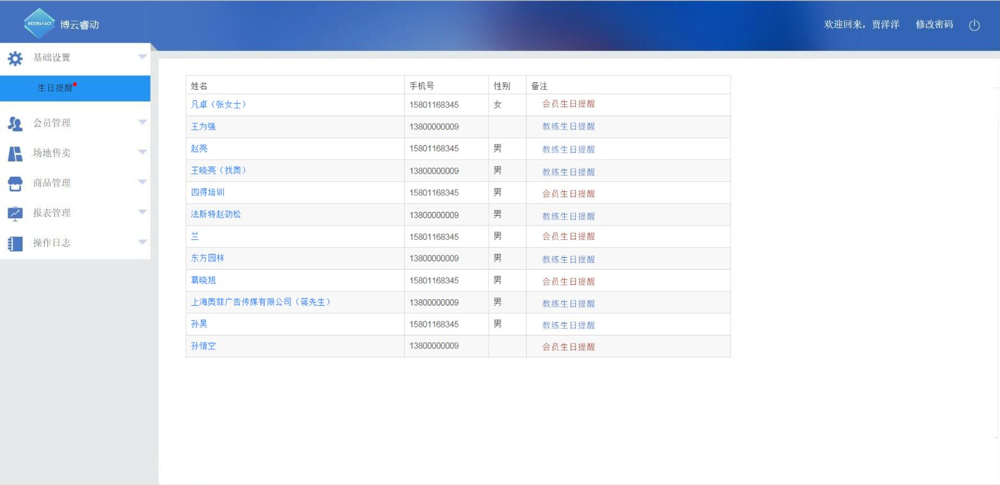 BESTRAYACT 博云睿动
欢迎回来，贾洋洋 修改密码
基础设置
生日提醒
会员管理
场地售卖
商品管理
报表管理
操作日志
姓名 手机号 性别 备注
凡卓（张女士） 15801168345 女 会员生日提醒
王为强 13800000009 教练生日提醒
赵亮 15801168345 男 教练生日提醒
王晓亮（找奥） 13800000009 男 教练生日提醒
四得培训 15801168345 男 会员生日提醒
法斯特赵劲松 13800000009 男 教练生日提醒
兰 15801168345 男 会员生日提醒
东方园林 13800000009 男 教练生日提醒
葛晓旭 15801168345 男 会员生日提醒
上海奥菲广告传媒有限公司（蒋先生） 13800000009 男 教练生日提醒
孙昊 15801168345 男 教练生日提醒
孙悟空 13800000009 会员生日提醒